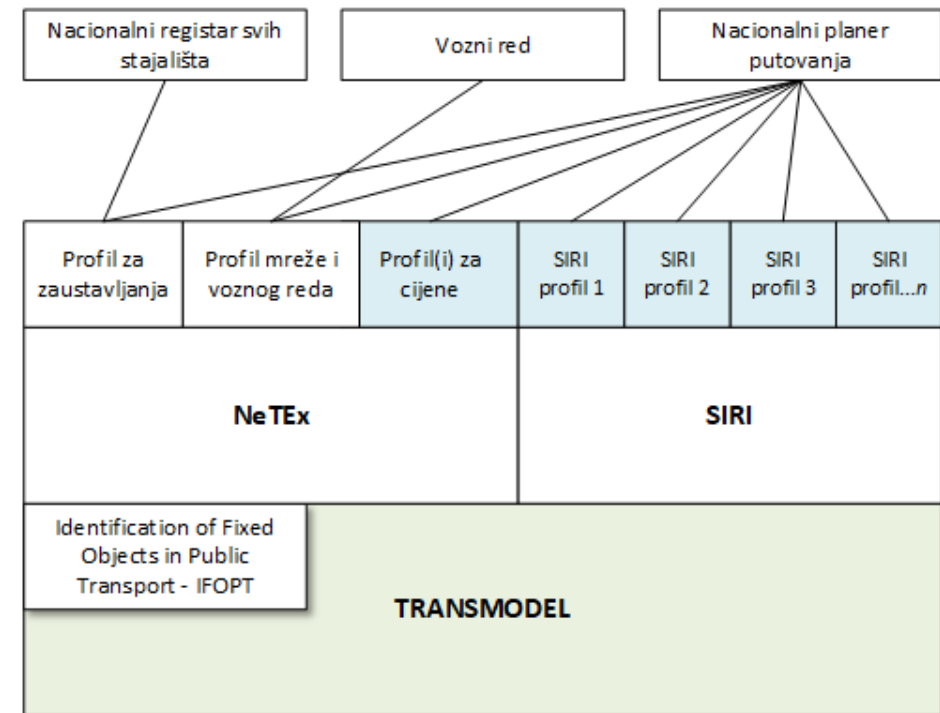 Nacionalni registar svih
stajališta
Vozni red
Nacionalni planer
putovanja
Profil za
zaustavljanja
Profil mreže i
voznog reda
Profil(i) za
cijene
SIRI
profil 1
SIRI
profil 2
SIRI
profil 3
SIRI
profil...n
NeTEx
SIRI
Identification of Fixed
Objects in Public
Transport - IFOPT
TRANSMODEL